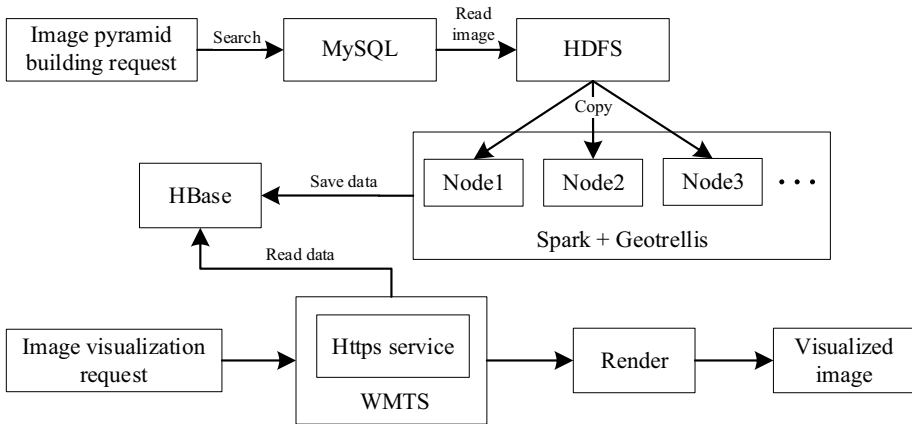 Image pyramid
building request
Search
MySQL
Read
image
HDFS
Copy
Node1
Node2
Node3
...
Spark + Geotrellis
Save data
HBase
Read data
Image visualization
request
Https service
WMTS
Render
Visualized
image